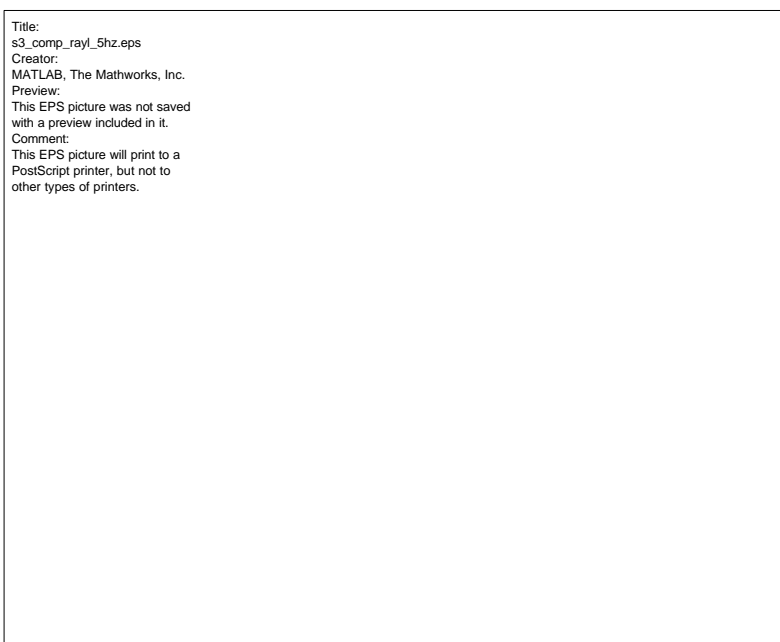 Title:
s3_comp_rayl_5hz.eps
Creator:
MATLAB, The Mathworks, Inc.
Preview:
This EPS picture was not saved
with a preview included in it.
Comment:
This EPS picture will print to a
PostScript printer, but not to
other types of printers.